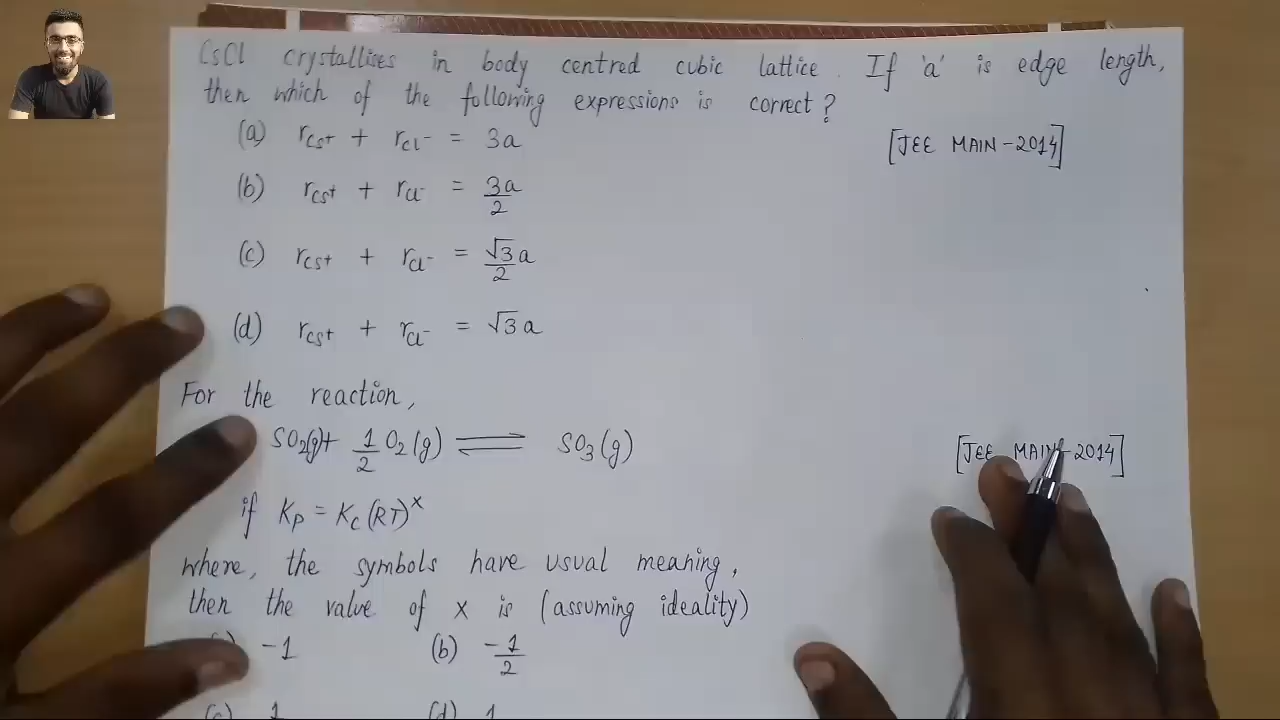 CsCl crystallises in body centred cubic lattice. If 'a' is edge length,
then which of the following expressions is correct?
[JEE MAIN-2014]
(a) rCs+ + rCl- = 3a
(b) rCs+ + rCl- = 3a/2
(c) rCs+ + rCl- = √3/2 a
(d) rCs+ + rCl- = √3 a
For the reaction,
SO2(g) + 1/2 O2(g) ⇌ SO3(g)
[JEE MAIN-2014]
if KP = KC (RT)^x
where, the symbols have usual meaning,
then the value of x is (assuming ideality)
-1 (b) -1/2
(d)